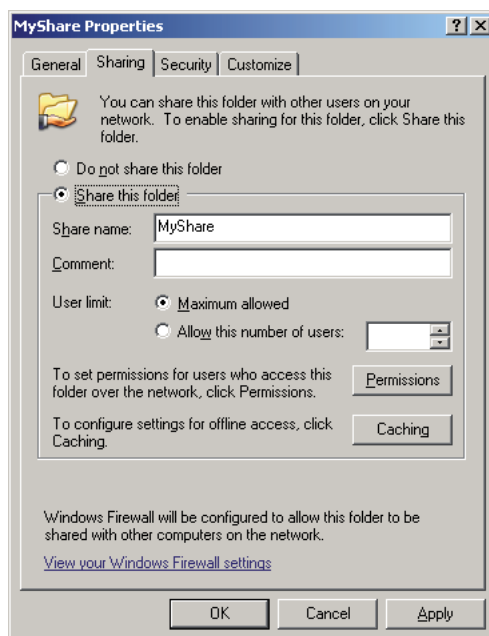 MyShare Properties
General Sharing Security Customize
You can share this folder with other users on your
network. To enable sharing for this folder, click Share this
folder.
Do not share this folder
Share this folder
Share name: MyShare
Comment:
User limit: Maximum allowed
Allow this number of users:
To set permissions for users who access this
folder over the network, click Permissions.
Permissions
To configure settings for offline access, click
Caching.
Caching
Windows Firewall will be configured to allow this folder to be
shared with other computers on the network.
View your Windows Firewall settings
OK Cancel Apply